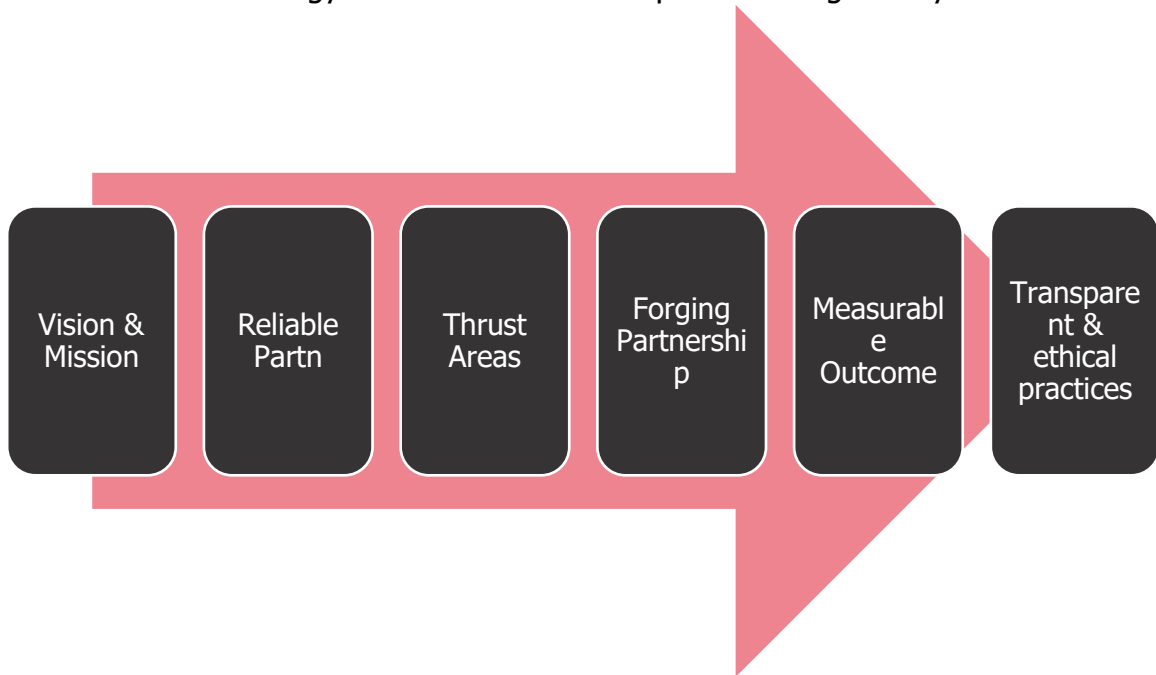 Vision &
Mission
Reliable
Partn
Thrust
Areas
Forging
Partnershi
p
Measurabl
e
Outcome
Transpare
nt &
ethical
practices